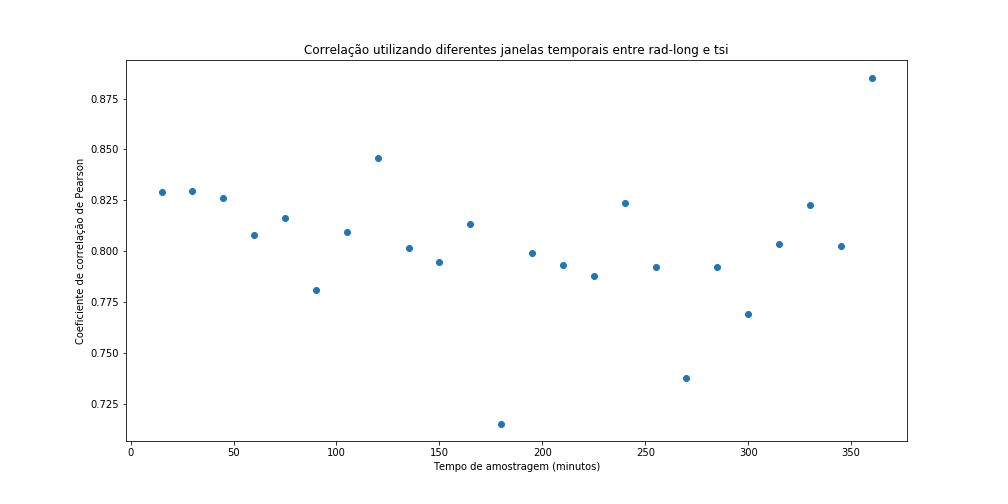 Correlação utilizando diferentes janelas temporais entre rad-long e tsi
Coeficiente de correlação de Pearson
0.875
0.850
0.825
0.800
0.775
0.750
0.725
0 50 100 150 200 250 300 350
Tempo de amostragem (minutos)